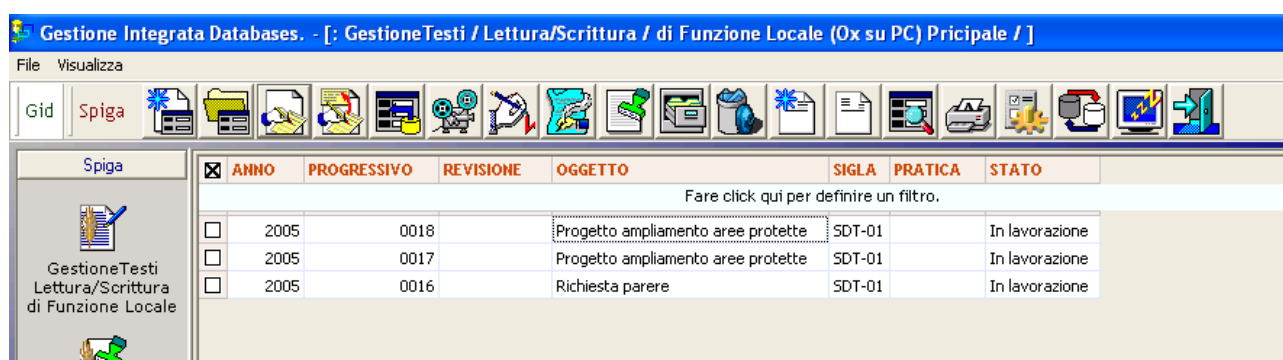 Gestione Integrata Databases. - [: GestioneTesti / Lettura/Scrittura / di Funzione Locale (Ox su PC) Pricipale / ]
File Visualizza
Gid Spiga
Spiga
ANNO PROGRESSIVO REVISIONE OGGETTO SIGLA PRATICA STATO
Fare click qui per definire un filtro.
2005 0018 Progetto ampliamento aree protette SDT-01 In lavorazione
2005 0017 Progetto ampliamento aree protette SDT-01 In lavorazione
2005 0016 Richiesta parere SDT-01 In lavorazione
GestioneTesti
Lettura/Scrittura
di Funzione Locale